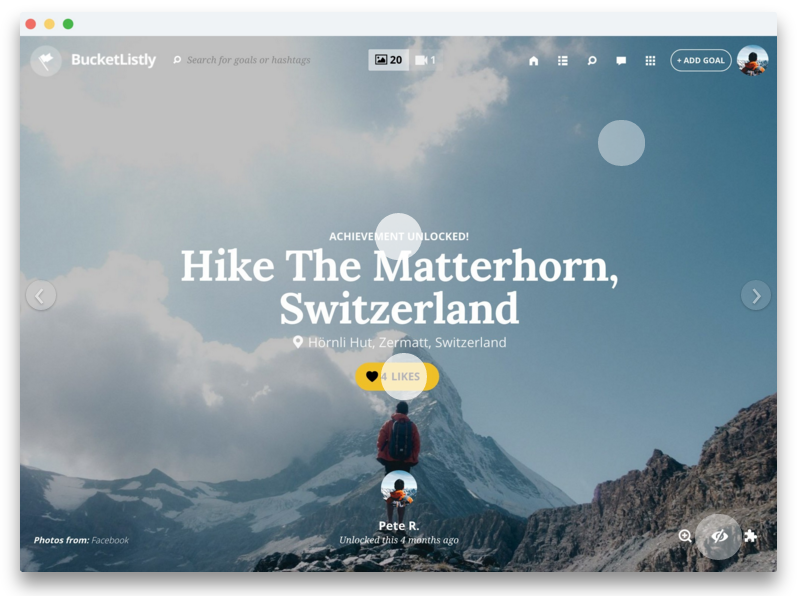 BucketListly
Search for goals or hashtags
20
1
+ ADD GOAL
ACHIEVEMENT UNLOCKED!
Hike The Matterhorn,
Switzerland
Hörnli Hut, Zermatt, Switzerland
4 LIKES
Pete R.
Unlocked this 4 months ago
Photos from: Facebook